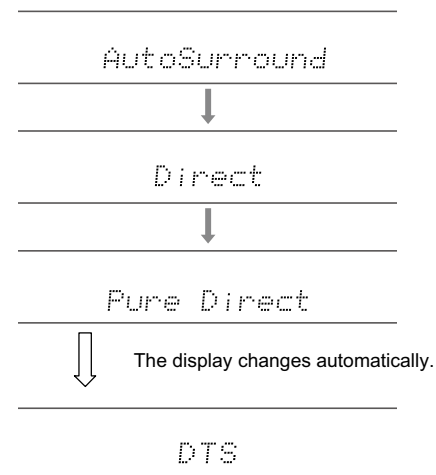 AutoSurround
Direct
Pure Direct
The display changes automatically.
DTS